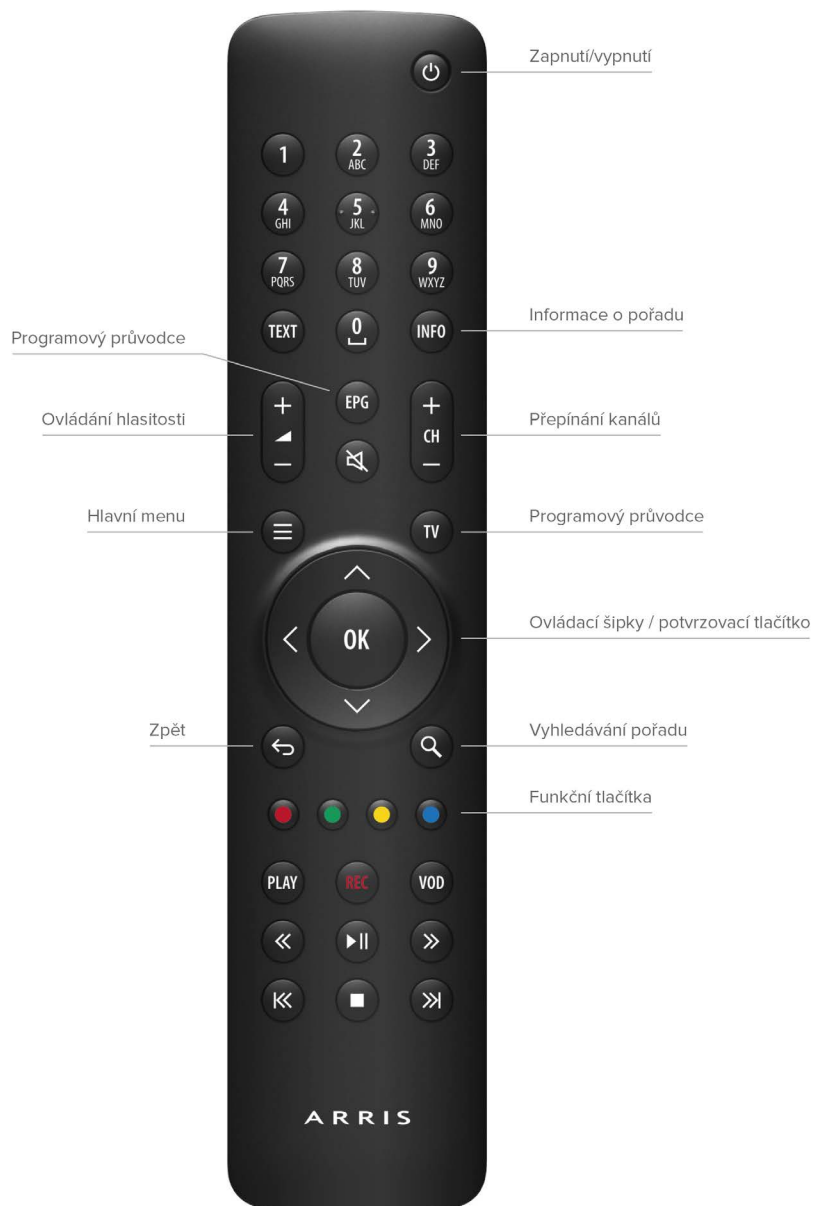 Zapnutí/vypnutí
1 2 3
ABC DEF
4 5 6
GHI JKL MNO
7 8 9
PQRS TUV WXYZ
TEXT 0 INFO
Informace o pořadu
Programový průvodce
EPG
Ovládání hlasitosti
CH
Přepínání kanálů
Hlavní menu
TV
Programový průvodce
OK
Ovládací šipky / potvrzovací tlačítko
Zpět
Vyhledávání pořadu
Funkční tlačítka
PLAY REC VOD
ARRIS